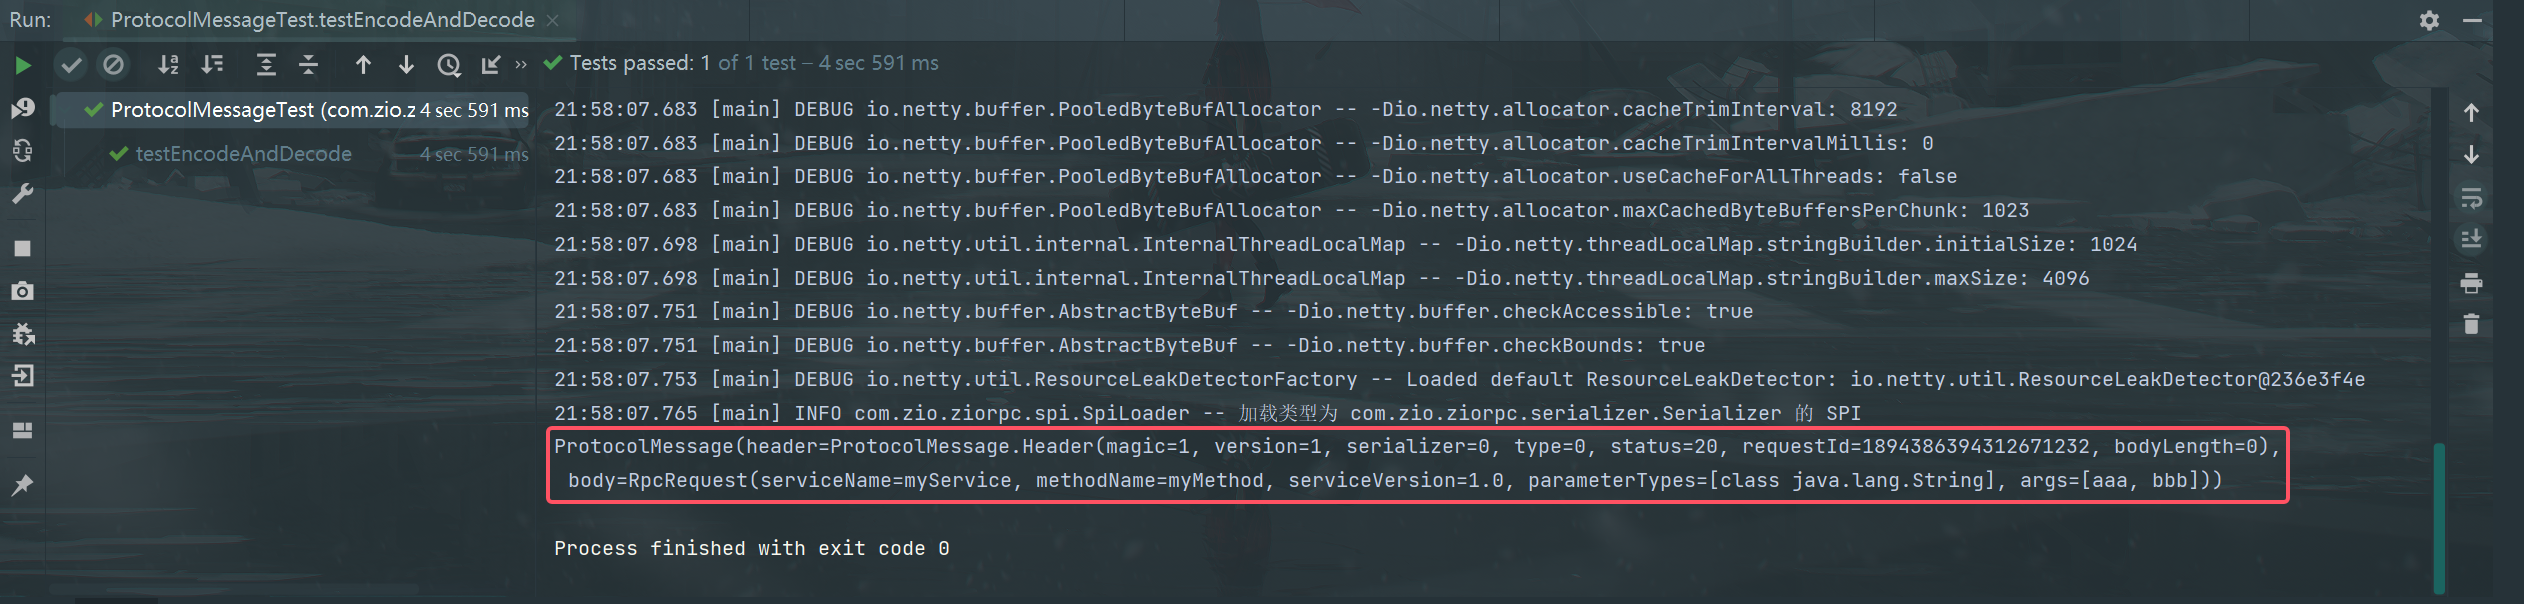 Run: ProtocolMessageTest.testEncodeAndDecode
Tests passed: 1 of 1 test – 4 sec 591 ms
ProtocolMessageTest (com.zio.z 4 sec 591 ms
testEncodeAndDecode 4 sec 591 ms
21:58:07.683 [main] DEBUG io.netty.buffer.PooledByteBufAllocator -- -Dio.netty.allocator.cacheTrimInterval: 8192
21:58:07.683 [main] DEBUG io.netty.buffer.PooledByteBufAllocator -- -Dio.netty.allocator.cacheTrimIntervalMillis: 0
21:58:07.683 [main] DEBUG io.netty.buffer.PooledByteBufAllocator -- -Dio.netty.allocator.useCacheForAllThreads: false
21:58:07.683 [main] DEBUG io.netty.buffer.PooledByteBufAllocator -- -Dio.netty.allocator.maxCachedByteBuffersPerChunk: 1023
21:58:07.698 [main] DEBUG io.netty.util.internal.InternalThreadLocalMap -- -Dio.netty.threadLocalMap.stringBuilder.initialSize: 1024
21:58:07.698 [main] DEBUG io.netty.util.internal.InternalThreadLocalMap -- -Dio.netty.threadLocalMap.stringBuilder.maxSize: 4096
21:58:07.751 [main] DEBUG io.netty.buffer.AbstractByteBuf -- -Dio.netty.buffer.checkAccessible: true
21:58:07.751 [main] DEBUG io.netty.buffer.AbstractByteBuf -- -Dio.netty.buffer.checkBounds: true
21:58:07.753 [main] DEBUG io.netty.util.ResourceLeakDetectorFactory -- Loaded default ResourceLeakDetector: io.netty.util.ResourceLeakDetector@236e3f4e
21:58:07.765 [main] INFO com.zio.ziorpc.spi.SpiLoader -- 加载类型为 com.zio.ziorpc.serializer.Serializer 的 SPI
ProtocolMessage(header=ProtocolMessage.Header(magic=1, version=1, serializer=0, type=0, status=20, requestId=1894386394312671232, bodyLength=0),
body=RpcRequest(serviceName=myService, methodName=myMethod, serviceVersion=1.0, parameterTypes=[class java.lang.String], args=[aaa, bbb]))
Process finished with exit code 0